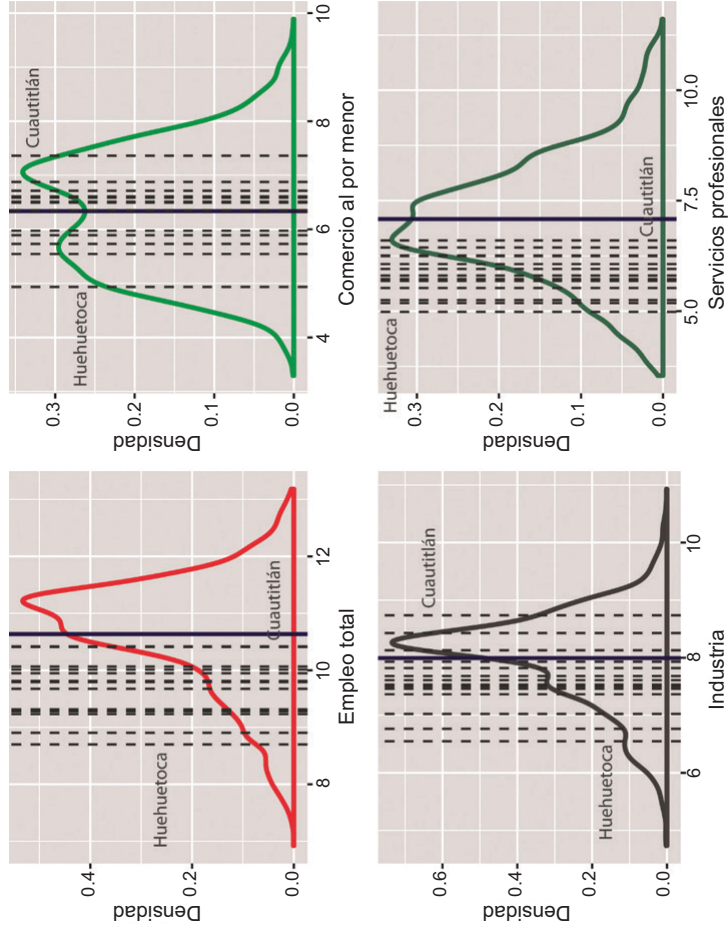 Densidad
0.4
0.2
0.0
Huehuetoca
Cuautitlán
8
10
12
Empleo total
Densidad
0.3
0.2
0.1
0.0
Huehuetoca
Cuautitlán
4
6
8
10
Comercio al por menor
Densidad
0.6
0.4
0.2
0.0
Huehuetoca
Cuautitlán
6
8
10
Industria
Densidad
0.3
0.2
0.1
0.0
Huehuetoca
Cuautitlán
5.0
7.5
10.0
Servicios profesionales